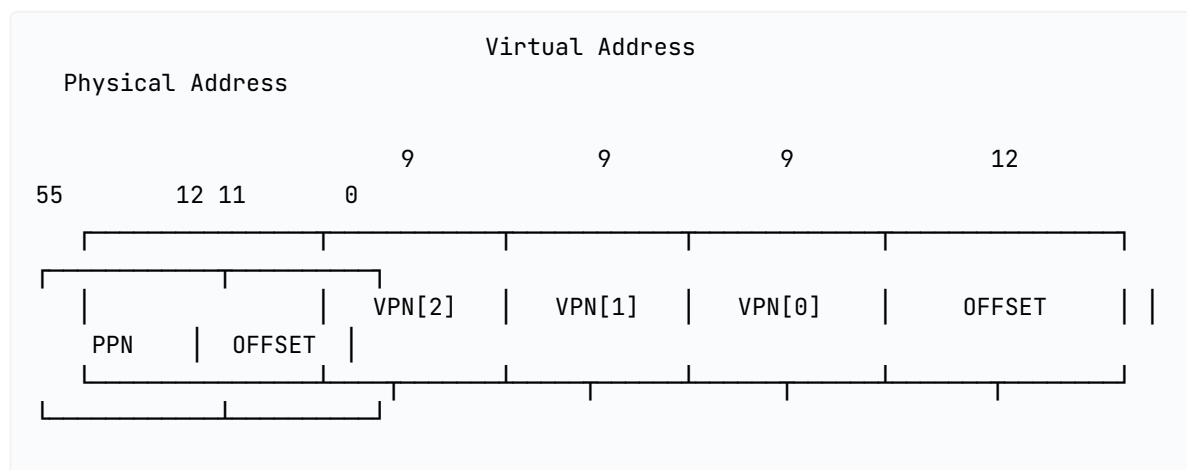 Virtual Address
Physical Address
9 9 9 12
55 12 11 0
VPN[2] VPN[1] VPN[0] OFFSET
PPN OFFSET